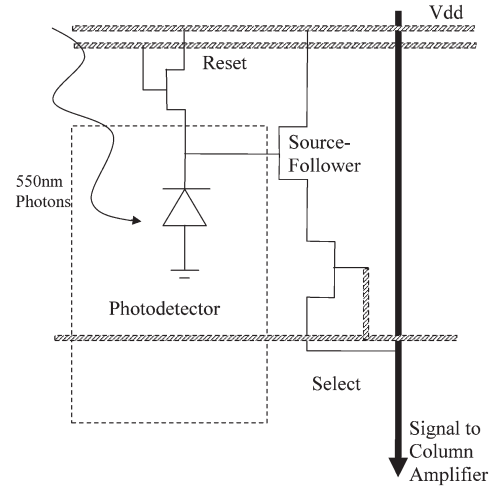 Vdd
Reset
Source-
Follower
550nm
Photons
Photodetector
Select
Signal to
Column
Amplifier